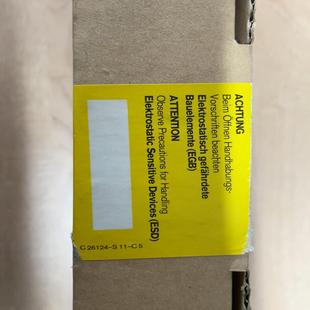 ACHTUNG
Beim Öffnen Handhabungs-
Vorschriften beachten
Elektrostatisch gefährdete
Bauelemente (EGB)
ATTENTION
Observe Precautions for Handling
Elektrostatic Sensitive Devices (ESD)
C 26124-S 11-C 5